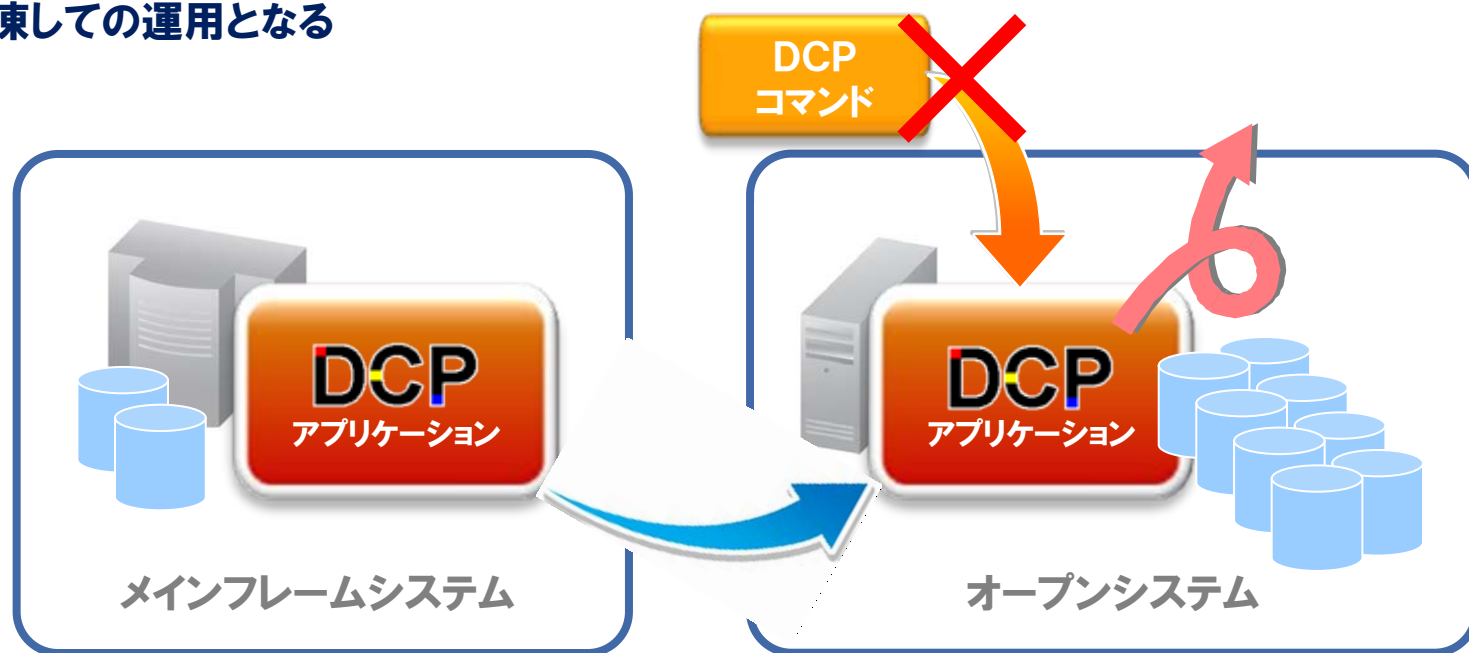 凍しての運用となる
DCP
コマンド
DCP
アプリケーション
DCP
アプリケーション
メインフレームシステム
オープンシステム